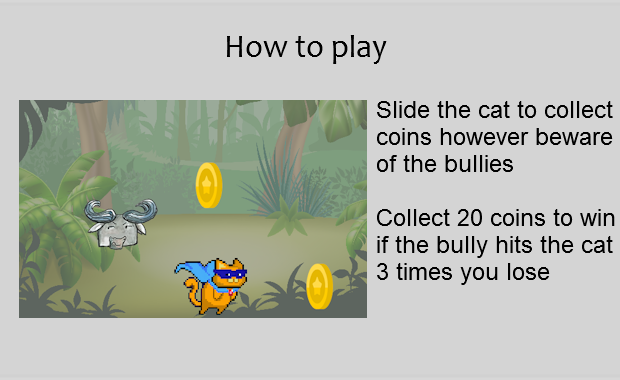 How to play
Slide the cat to collect
coins however beware
of the bullies
Collect 20 coins to win
if the bully hits the cat
3 times you lose